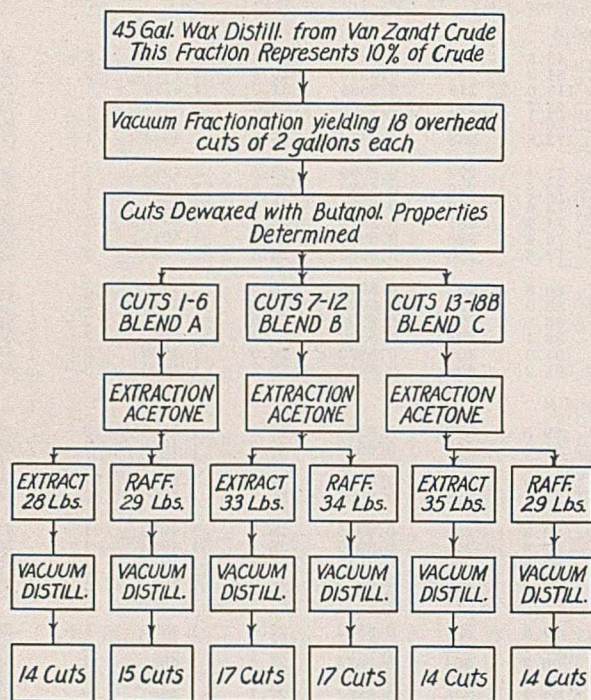 45 Gal. Wax Distill. from Van Zandt Crude
This Fraction Represents 10% of Crude
Vacuum Fractionation yielding 18 overhead
cuts of 2 gallons each
Cuts Dewaxed with Butanol. Properties
Determined
CUTS 1-6
BLEND A
CUTS 7-12
BLEND B
CUTS 13-18B
BLEND C
EXTRACTION
ACETONE
EXTRACTION
ACETONE
EXTRACTION
ACETONE
EXTRACT
28 Lbs.
RAFF.
29 Lbs.
EXTRACT
33 Lbs.
RAFF.
34 Lbs.
EXTRACT
35 Lbs.
RAFF.
29 Lbs.
VACUUM
DISTILL.
VACUUM
DISTILL.
VACUUM
DISTILL.
VACUUM
DISTILL.
VACUUM
DISTILL.
VACUUM
DISTILL.
14 Cuts
15 Cuts
17 Cuts
17 Cuts
14 Cuts
14 Cuts